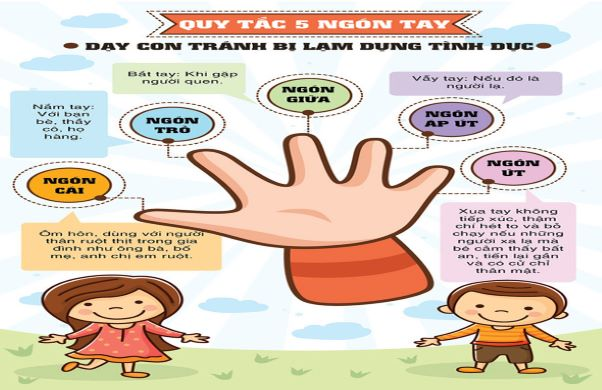 QUY TẮC 5 NGÓN TAY
DẠY CON TRÁNH BỊ LẠM DỤNG TÌNH DỤC
NGÓN
CÁI
Ôm hôn, dùng với người
thân ruột thịt trong gia
đình như ông bà, bố
mẹ, anh chị em ruột.
NGÓN
TRỎ
Nắm tay:
Với bạn
bè, thầy
cô, họ
hàng.
NGÓN
GIỮA
Bắt tay: Khi gặp
người quen.
NGÓN
ÁP ÚT
Vẫy tay: Nếu đó là
người lạ.
NGÓN
ÚT
Xua tay không
tiếp xúc, thậm
chí hét to và bỏ
chạy nếu những
người xa lạ mà
bé cảm thấy bất
an, tiến lại gần
và có cử chỉ
thân mật.